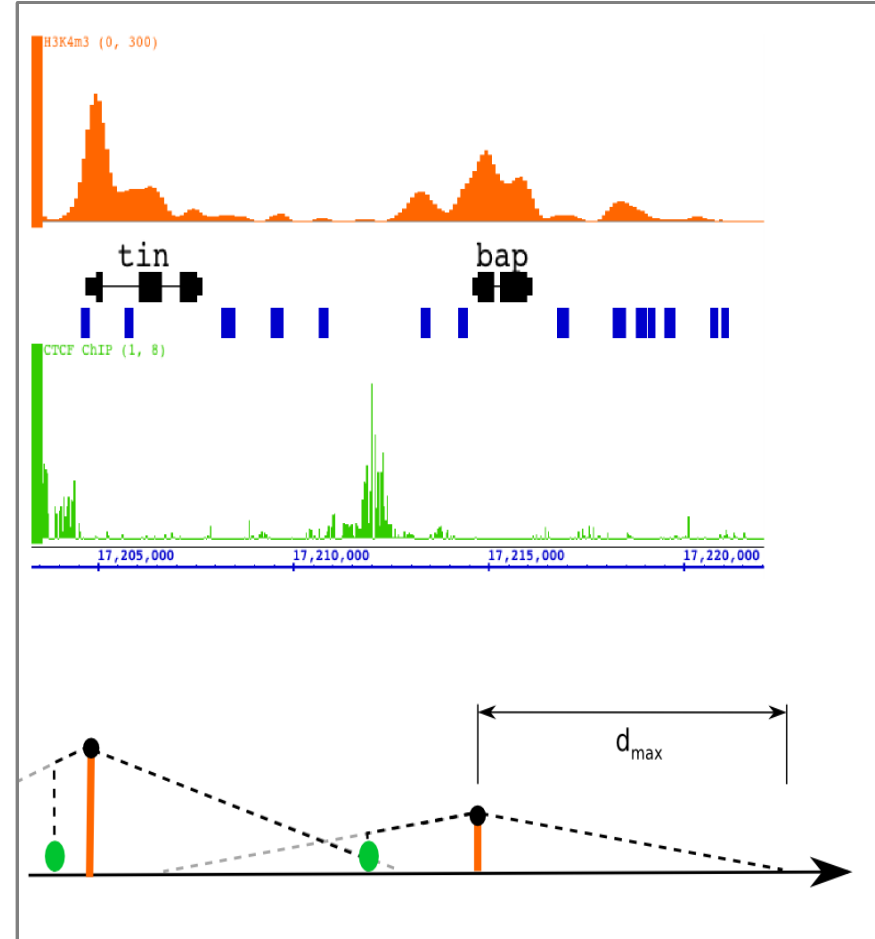 H3K4m3 (0, 300)
tin bap
CTCF ChIP (1, 8)
17,205,000 17,210,000 17,215,000 17,220,000
dmax